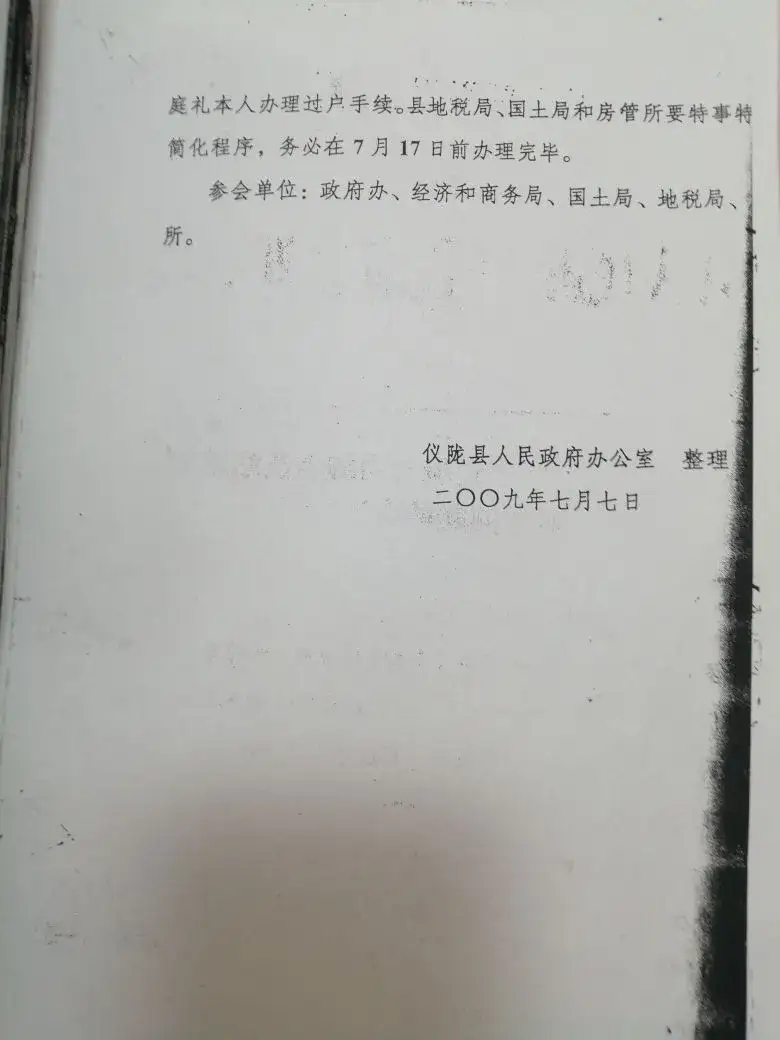 庭礼本人办理过户手续。县地税局、国土局和房管所要特事特
简化程序，务必在7月17日前办理完毕。
参会单位：政府办、经济和商务局、国土局、地税局、
所。
仪陇县人民政府办公室 整理
二〇〇九年七月七日